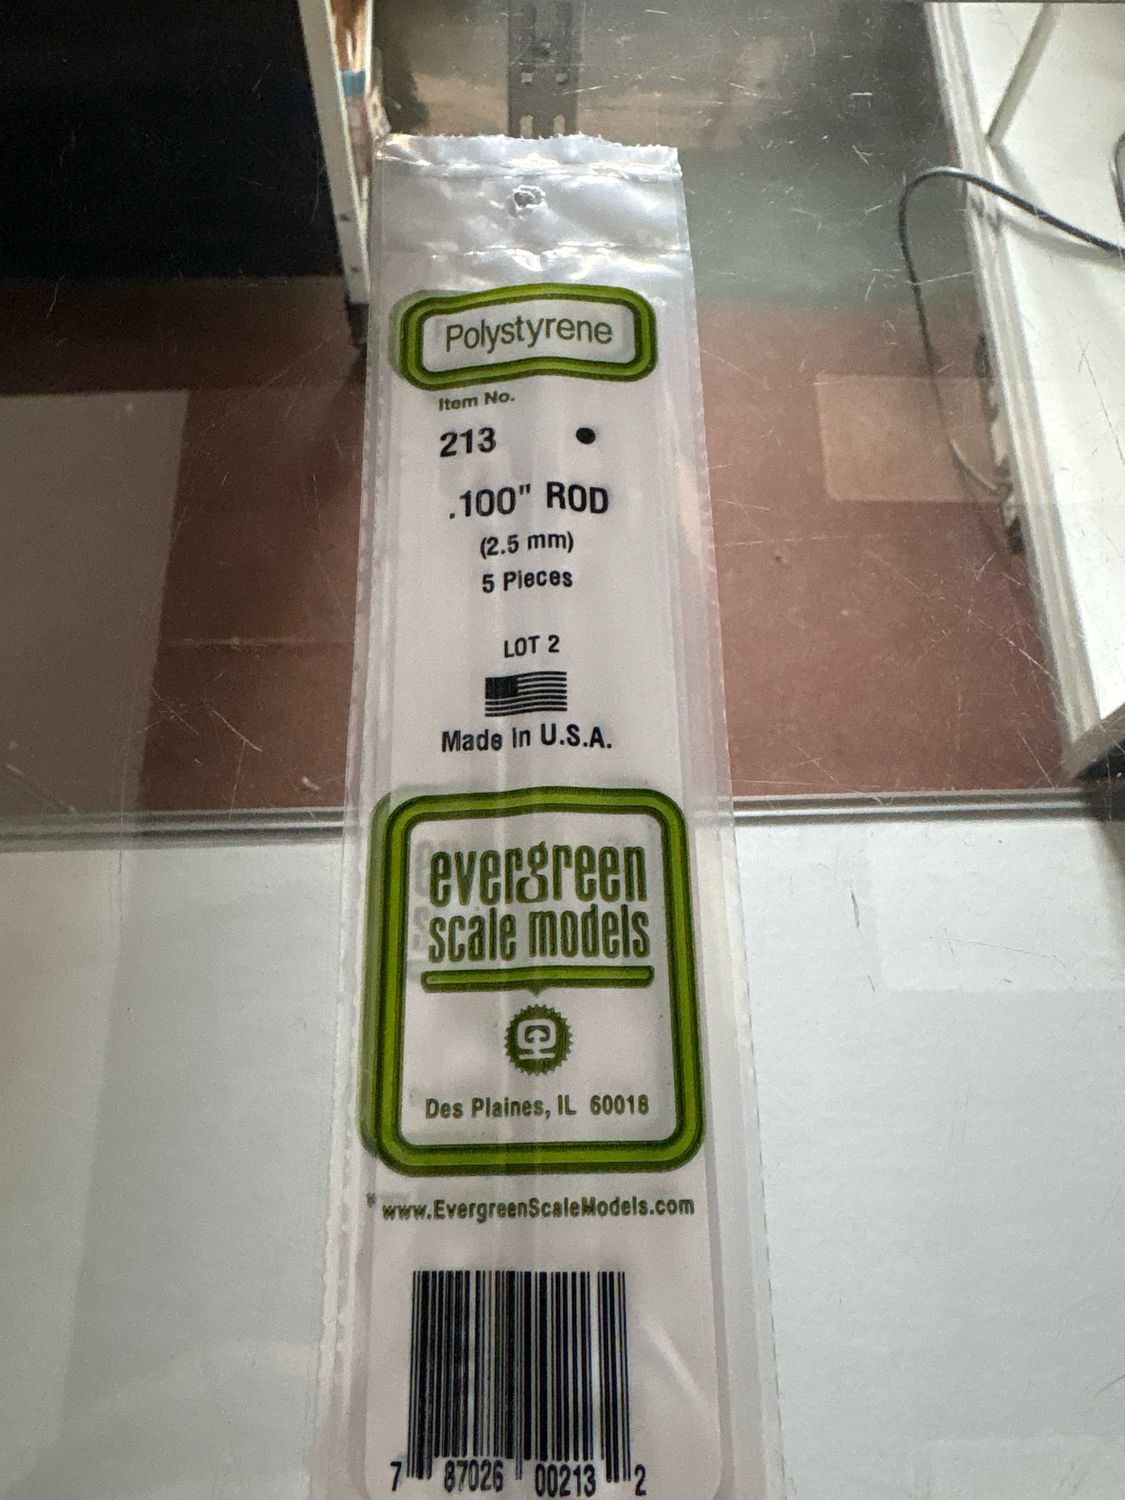 Polystyrene
Item No.
213
.100" ROD
(2.5 mm)
5 Pieces
LOT 2
Made in U.S.A.
evergreen
scale models
Des Plaines, IL 60018
www.EvergreenScaleModels.com
7 87026 00213 2